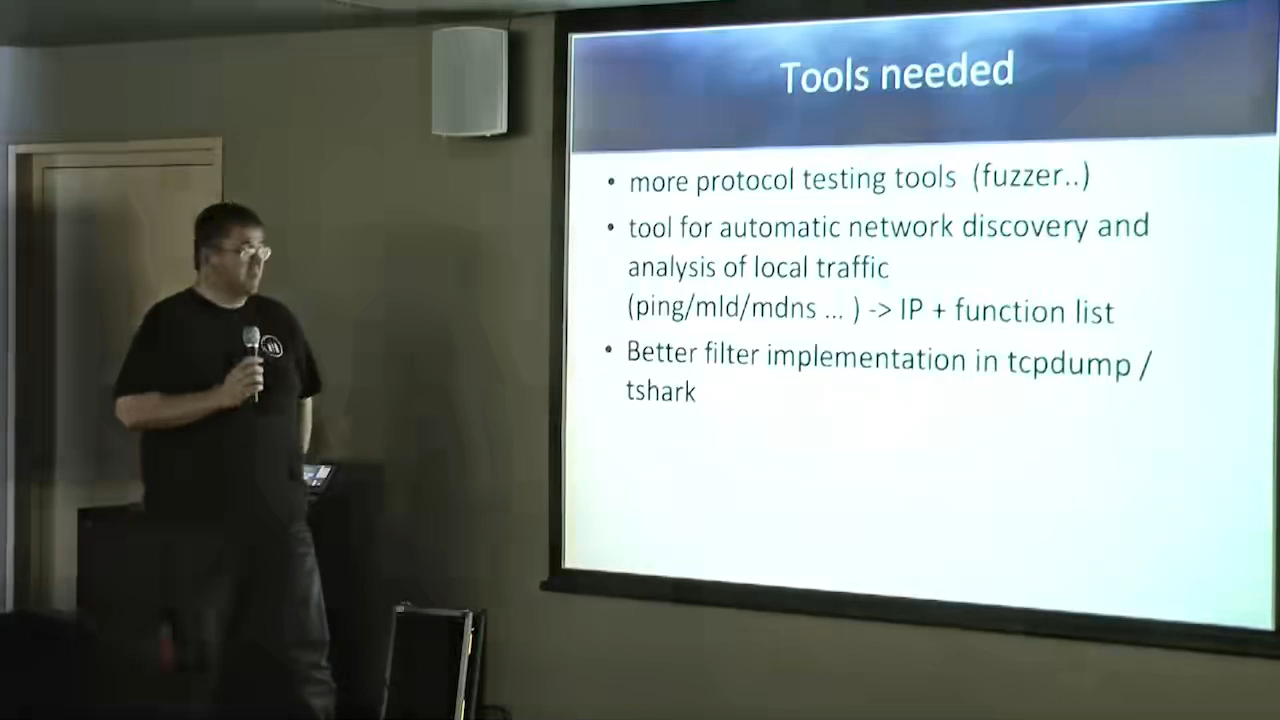 Tools needed
• more protocol testing tools (fuzzer..)
• tool for automatic network discovery and
analysis of local traffic
(ping/mld/mdns ... ) -> IP + function list
• Better filter implementation in tcpdump /
tshark